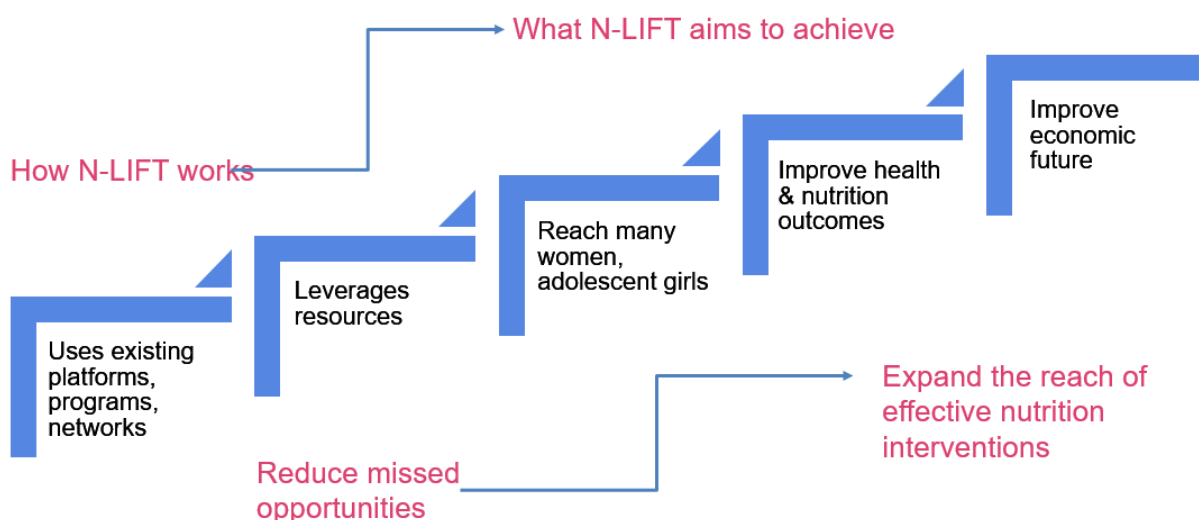 What N-LIFT aims to achieve
How N-LIFT works
Uses existing
platforms,
programs,
networks
Leverages
resources
Reach many
women,
adolescent girls
Improve health
& nutrition
outcomes
Improve
economic
future
Reduce missed
opportunities
Expand the reach of
effective nutrition
interventions